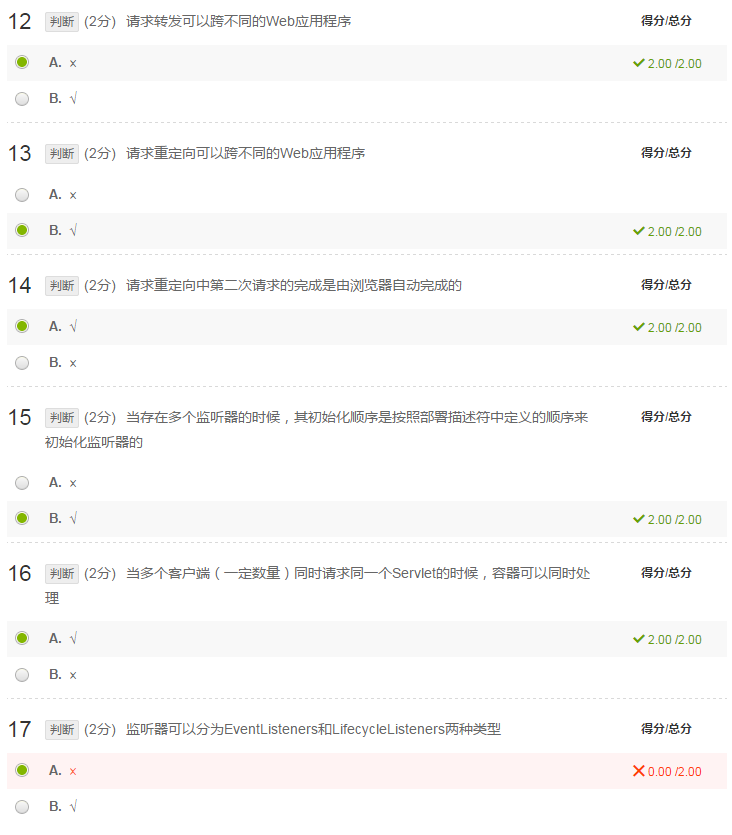 12 判断 (2分) 请求转发可以跨不同的Web应用程序 得分/总分
A. × 2.00 /2.00
B. √
13 判断 (2分) 请求重定向可以跨不同的Web应用程序 得分/总分
A. ×
B. √ 2.00 /2.00
14 判断 (2分) 请求重定向中第二次请求的完成是由浏览器自动完成的 得分/总分
A. √ 2.00 /2.00
B. ×
15 判断 (2分) 当存在多个监听器的时候，其初始化顺序是按照部署描述符中定义的顺序来 得分/总分
初始化监听器的
A. ×
B. √ 2.00 /2.00
16 判断 (2分) 当多个客户端（一定数量）同时请求同一个Servlet的时候，容器可以同时处 得分/总分
理
A. √ 2.00 /2.00
B. ×
17 判断 (2分) 监听器可以分为EventListeners和LifecycleListeners两种类型 得分/总分
A. × 0.00 /2.00
B. √